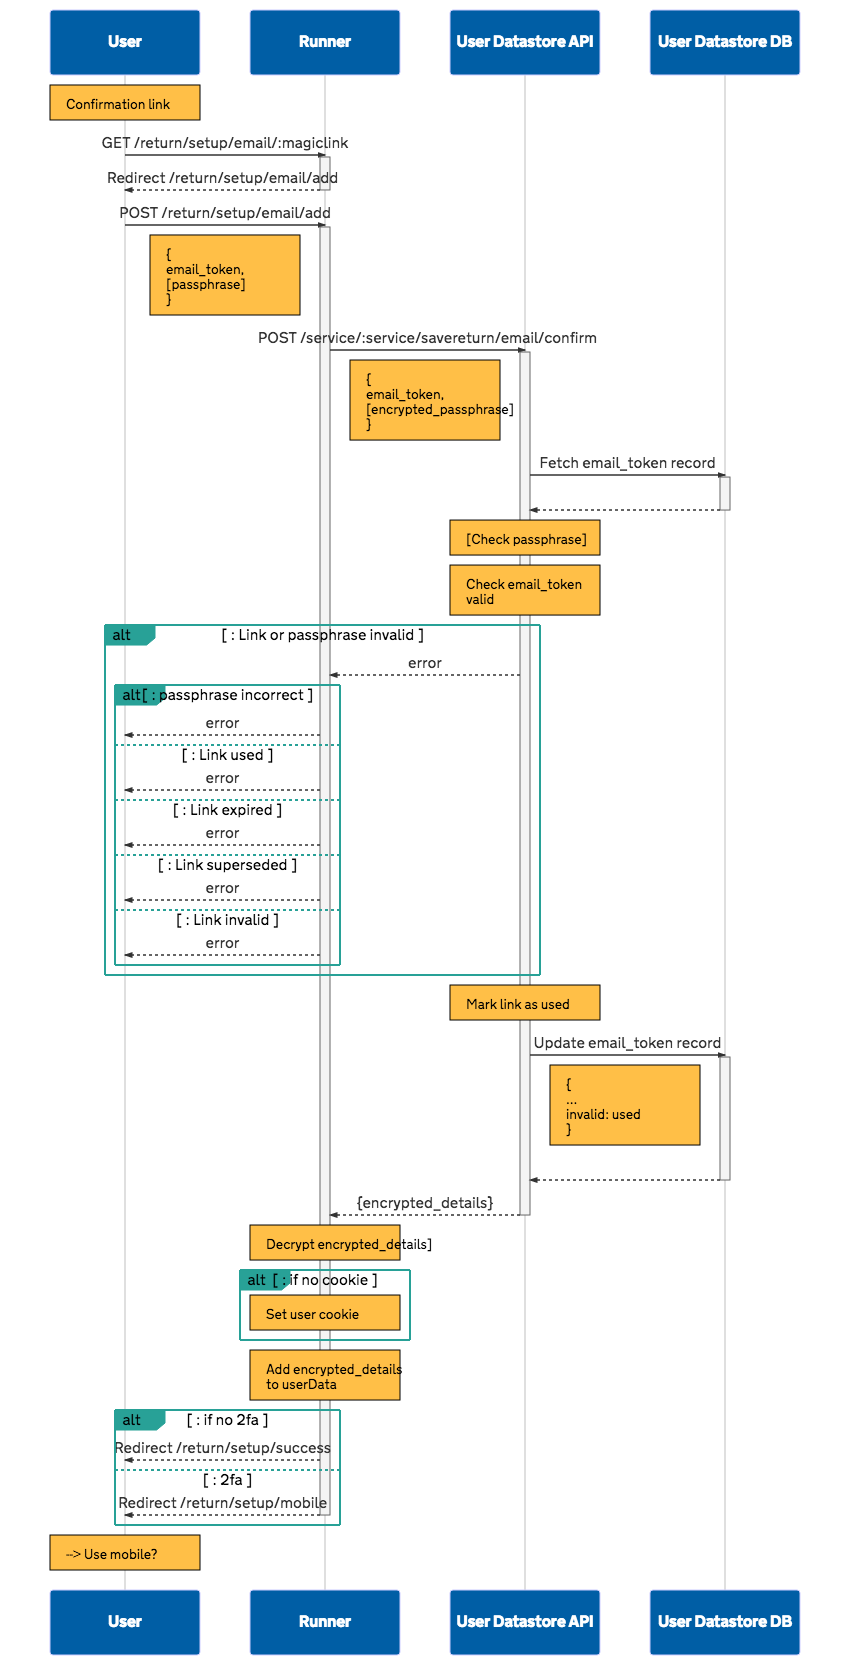 User
Runner
User Datastore API
User Datastore DB
Confirmation link
GET /return/setup/email/:magiclink
Redirect /return/setup/email/add
POST /return/setup/email/add
{
email_token,
[passphrase]
}
POST /service/:service/savereturn/email/confirm
{
email_token,
[encrypted_passphrase]
}
Fetch email_token record
[Check passphrase]
Check email_token
valid
alt
[ : Link or passphrase invalid ]
error
alt
[ : passphrase incorrect ]
error
[ : Link used ]
error
[ : Link expired ]
error
[ : Link superseded ]
error
[ : Link invalid ]
error
Mark link as used
Update email_token record
{
...
invalid: used
}
{encrypted_details}
Decrypt encrypted_details]
alt
[ : if no cookie ]
Set user cookie
Add encrypted_details
to userData
alt
[ : if no 2fa ]
Redirect /return/setup/success
[ : 2fa ]
Redirect /return/setup/mobile
--> Use mobile?
User
Runner
User Datastore API
User Datastore DB